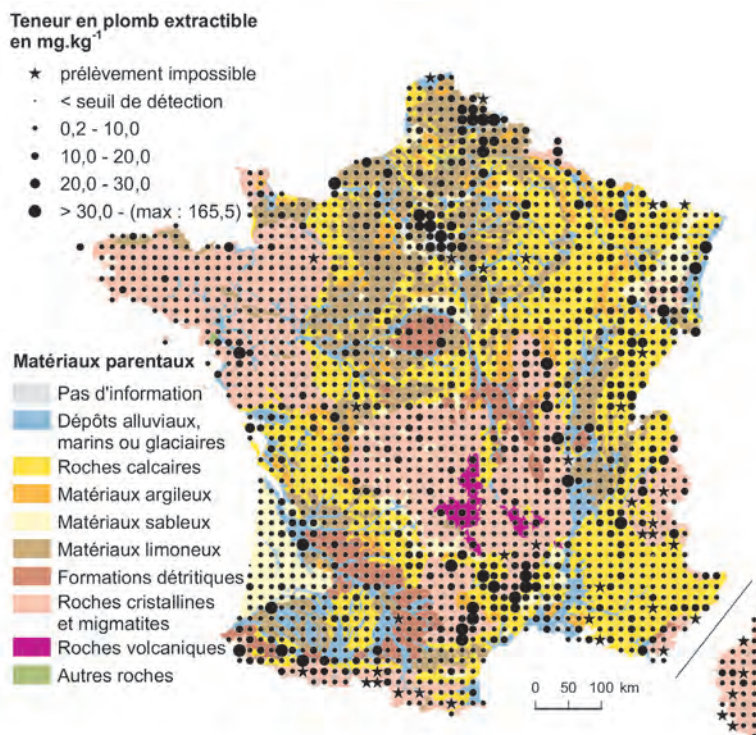 Teneur en plomb extractible
en mg.kg-1
prélèvement impossible
< seuil de détection
0,2 - 10,0
10,0 - 20,0
20,0 - 30,0
> 30,0 - (max : 165,5)
Matériaux parentaux
Pas d'information
Dépôts alluviaux,
marins ou glaciaires
Roches calcaires
Matériaux argileux
Matériaux sableux
Matériaux limoneux
Formations détritiques
Roches cristallines
et migmatites
Roches volcaniques
Autres roches
0 50 100 km